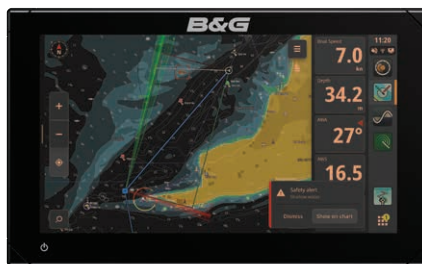 B&G
11:20
Boat Speed
7.0
kn
Depth
34.2
m
AWA
27°
16.5
Safety alert
Dismiss
Show on chart